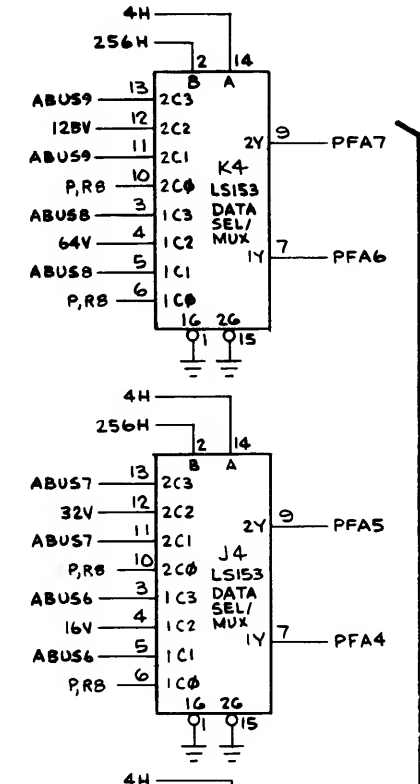 4H
256H
2 14
B A
ABUS9 13 2C3
128V 12 2C2
ABUS9 11 2C1
9 2Y PFA7
P,R8 10 2CØ
K4
LS153
DATA
SEL/
MUX
ABUS8 3 1C3
64V 4 1C2
ABUS8 5 1C1
1Y 7 PFA6
P,R8 6 1CØ
1G 2G
1 15
4H
256H
2 14
B A
ABUS7 13 2C3
32V 12 2C2
ABUS7 11 2C1
2Y 9 PFA5
P,R8 10 2CØ
J4
LS153
DATA
SEL/
MUX
ABUS6 3 1C3
16V 4 1C2
ABUS6 5 1C1
1Y 7 PFA4
P,R8 6 1CØ
1G 2G
1 15
4H